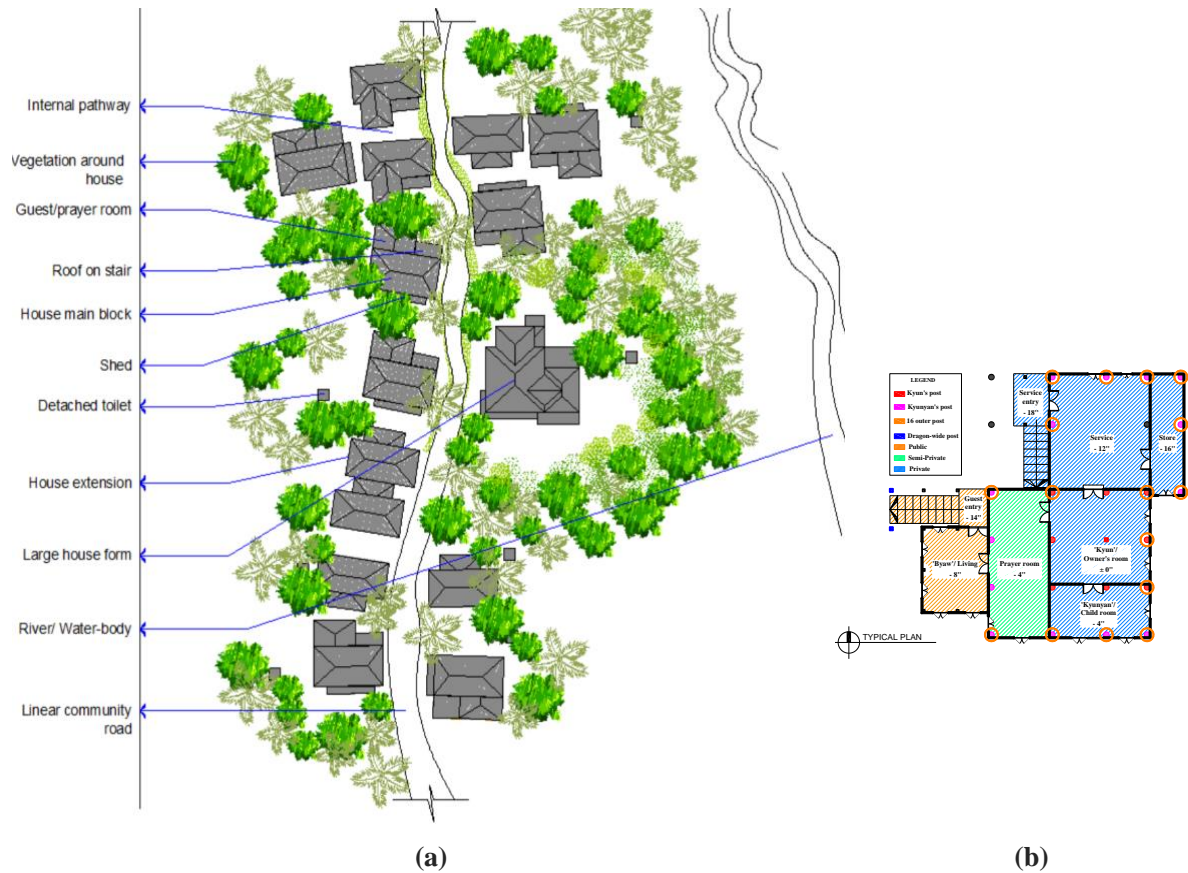 Internal pathway
Vegetation around
house
Guest/prayer room
Roof on stair
House main block
Shed
Detached toilet
House extension
Large house form
River/ Water-body
Linear community
road
LEGEND
Kyun's post
Kyunyan's post
16 outer post
Dragon-wide post
Public
Semi-Private
Private
Service
entry
- 18"
Service
- 12"
Store
- 16"
Guest
entry
- 14"
'Byaw'/ Living
- 8"
Prayer room
- 4"
'Kyun'/
Owner's room
± 0"
'Kyunyan'/
Child room
- 4"
TYPICAL PLAN
(a)
(b)